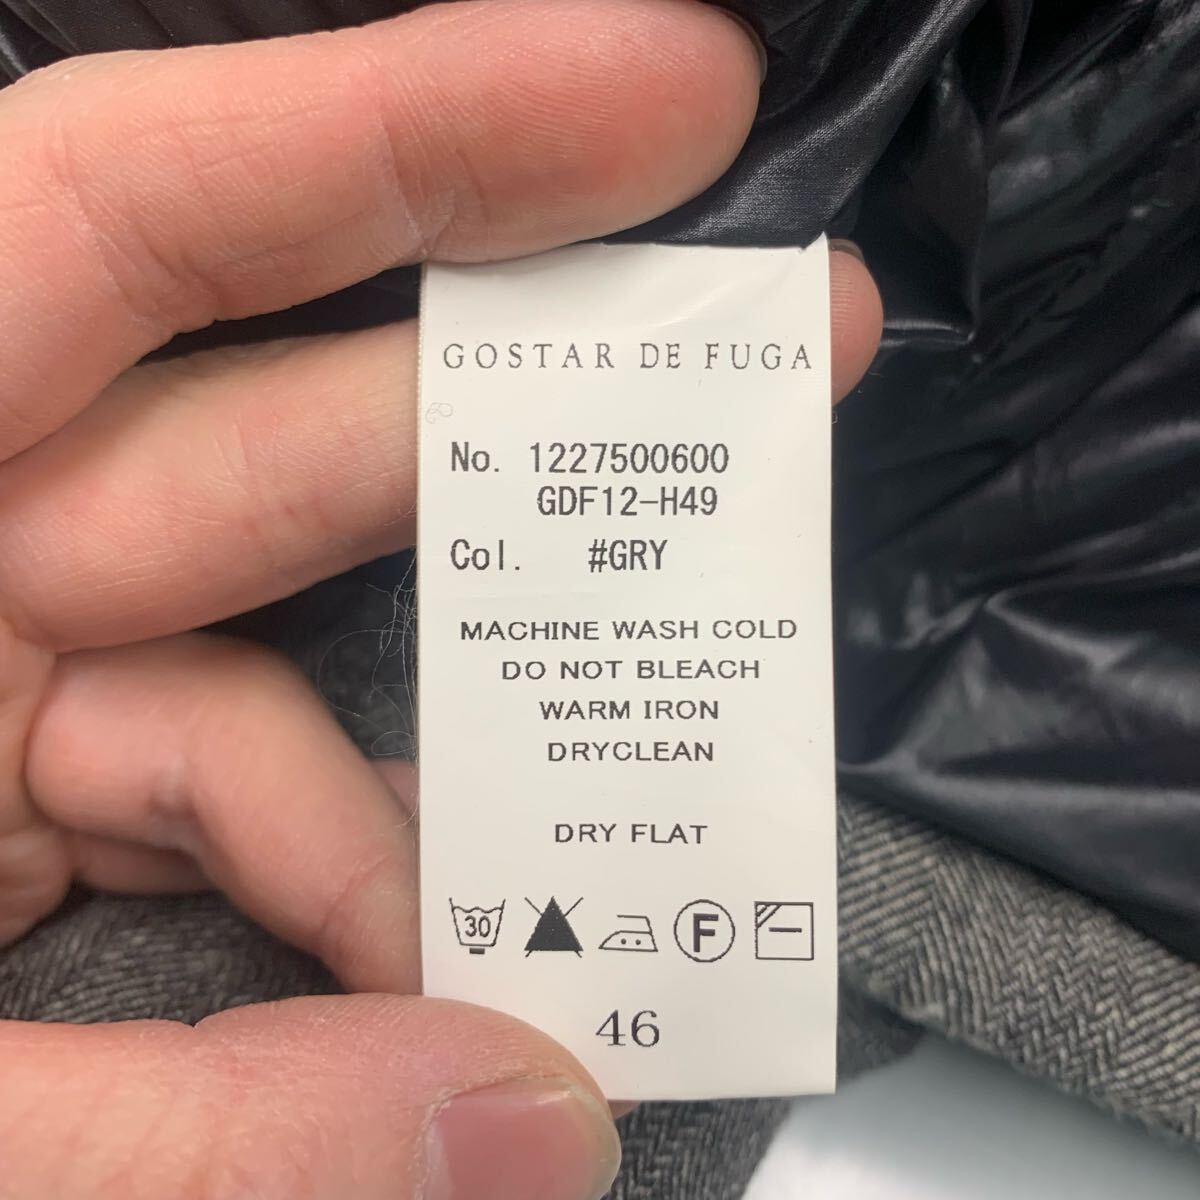 GOSTAR DE FUGA
No. 1227500600
GDF12-H49
Col. #GRY
MACHINE WASH COLD
DO NOT BLEACH
WARM IRON
DRYCLEAN
DRY FLAT
30 F
46